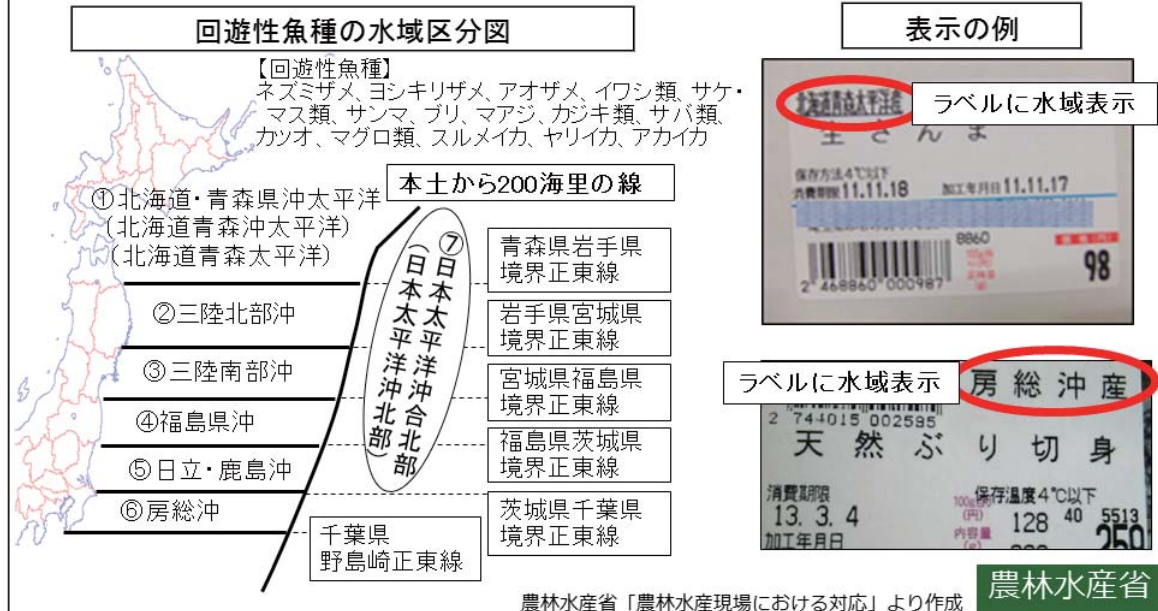 回遊性魚種の水域区分図
【回遊性魚種】
ネズミザメ、ヨシキリザメ、アオザメ、イワシ類、サケ・
マス類、サンマ、ブリ、マアジ、カジキ類、サバ類、
カツオ、マグロ類、スルメイカ、ヤリイカ、アカイカ
本土から200海里の線
①北海道・青森県沖太平洋
(北海道青森沖太平洋)
(北海道青森太平洋)
②三陸北部沖
③三陸南部沖
④福島県沖
⑤日立・鹿島沖
⑥房総沖
⑦日本太平洋沖合北部
(日本太平洋沖北部)
青森県岩手県
境界正東線
岩手県宮城県
境界正東線
宮城県福島県
境界正東線
福島県茨城県
境界正東線
茨城県千葉県
境界正東線
千葉県
野島崎正東線
表示の例
北海道青森太平洋産
ラベルに水域表示
生さんま
保存方法4℃以下
消費期限11.11.18
加工年月日11.11.17
8860
98
2 468860 000987
ラベルに水域表示
房総沖産
2 744015 002595
天然ぶり切身
消費期限
保存温度4℃以下
13.3.4
128
40
5513
加工年月日
内容量
(g)
農林水産省「農林水産現場における対応」より作成
農林水産省